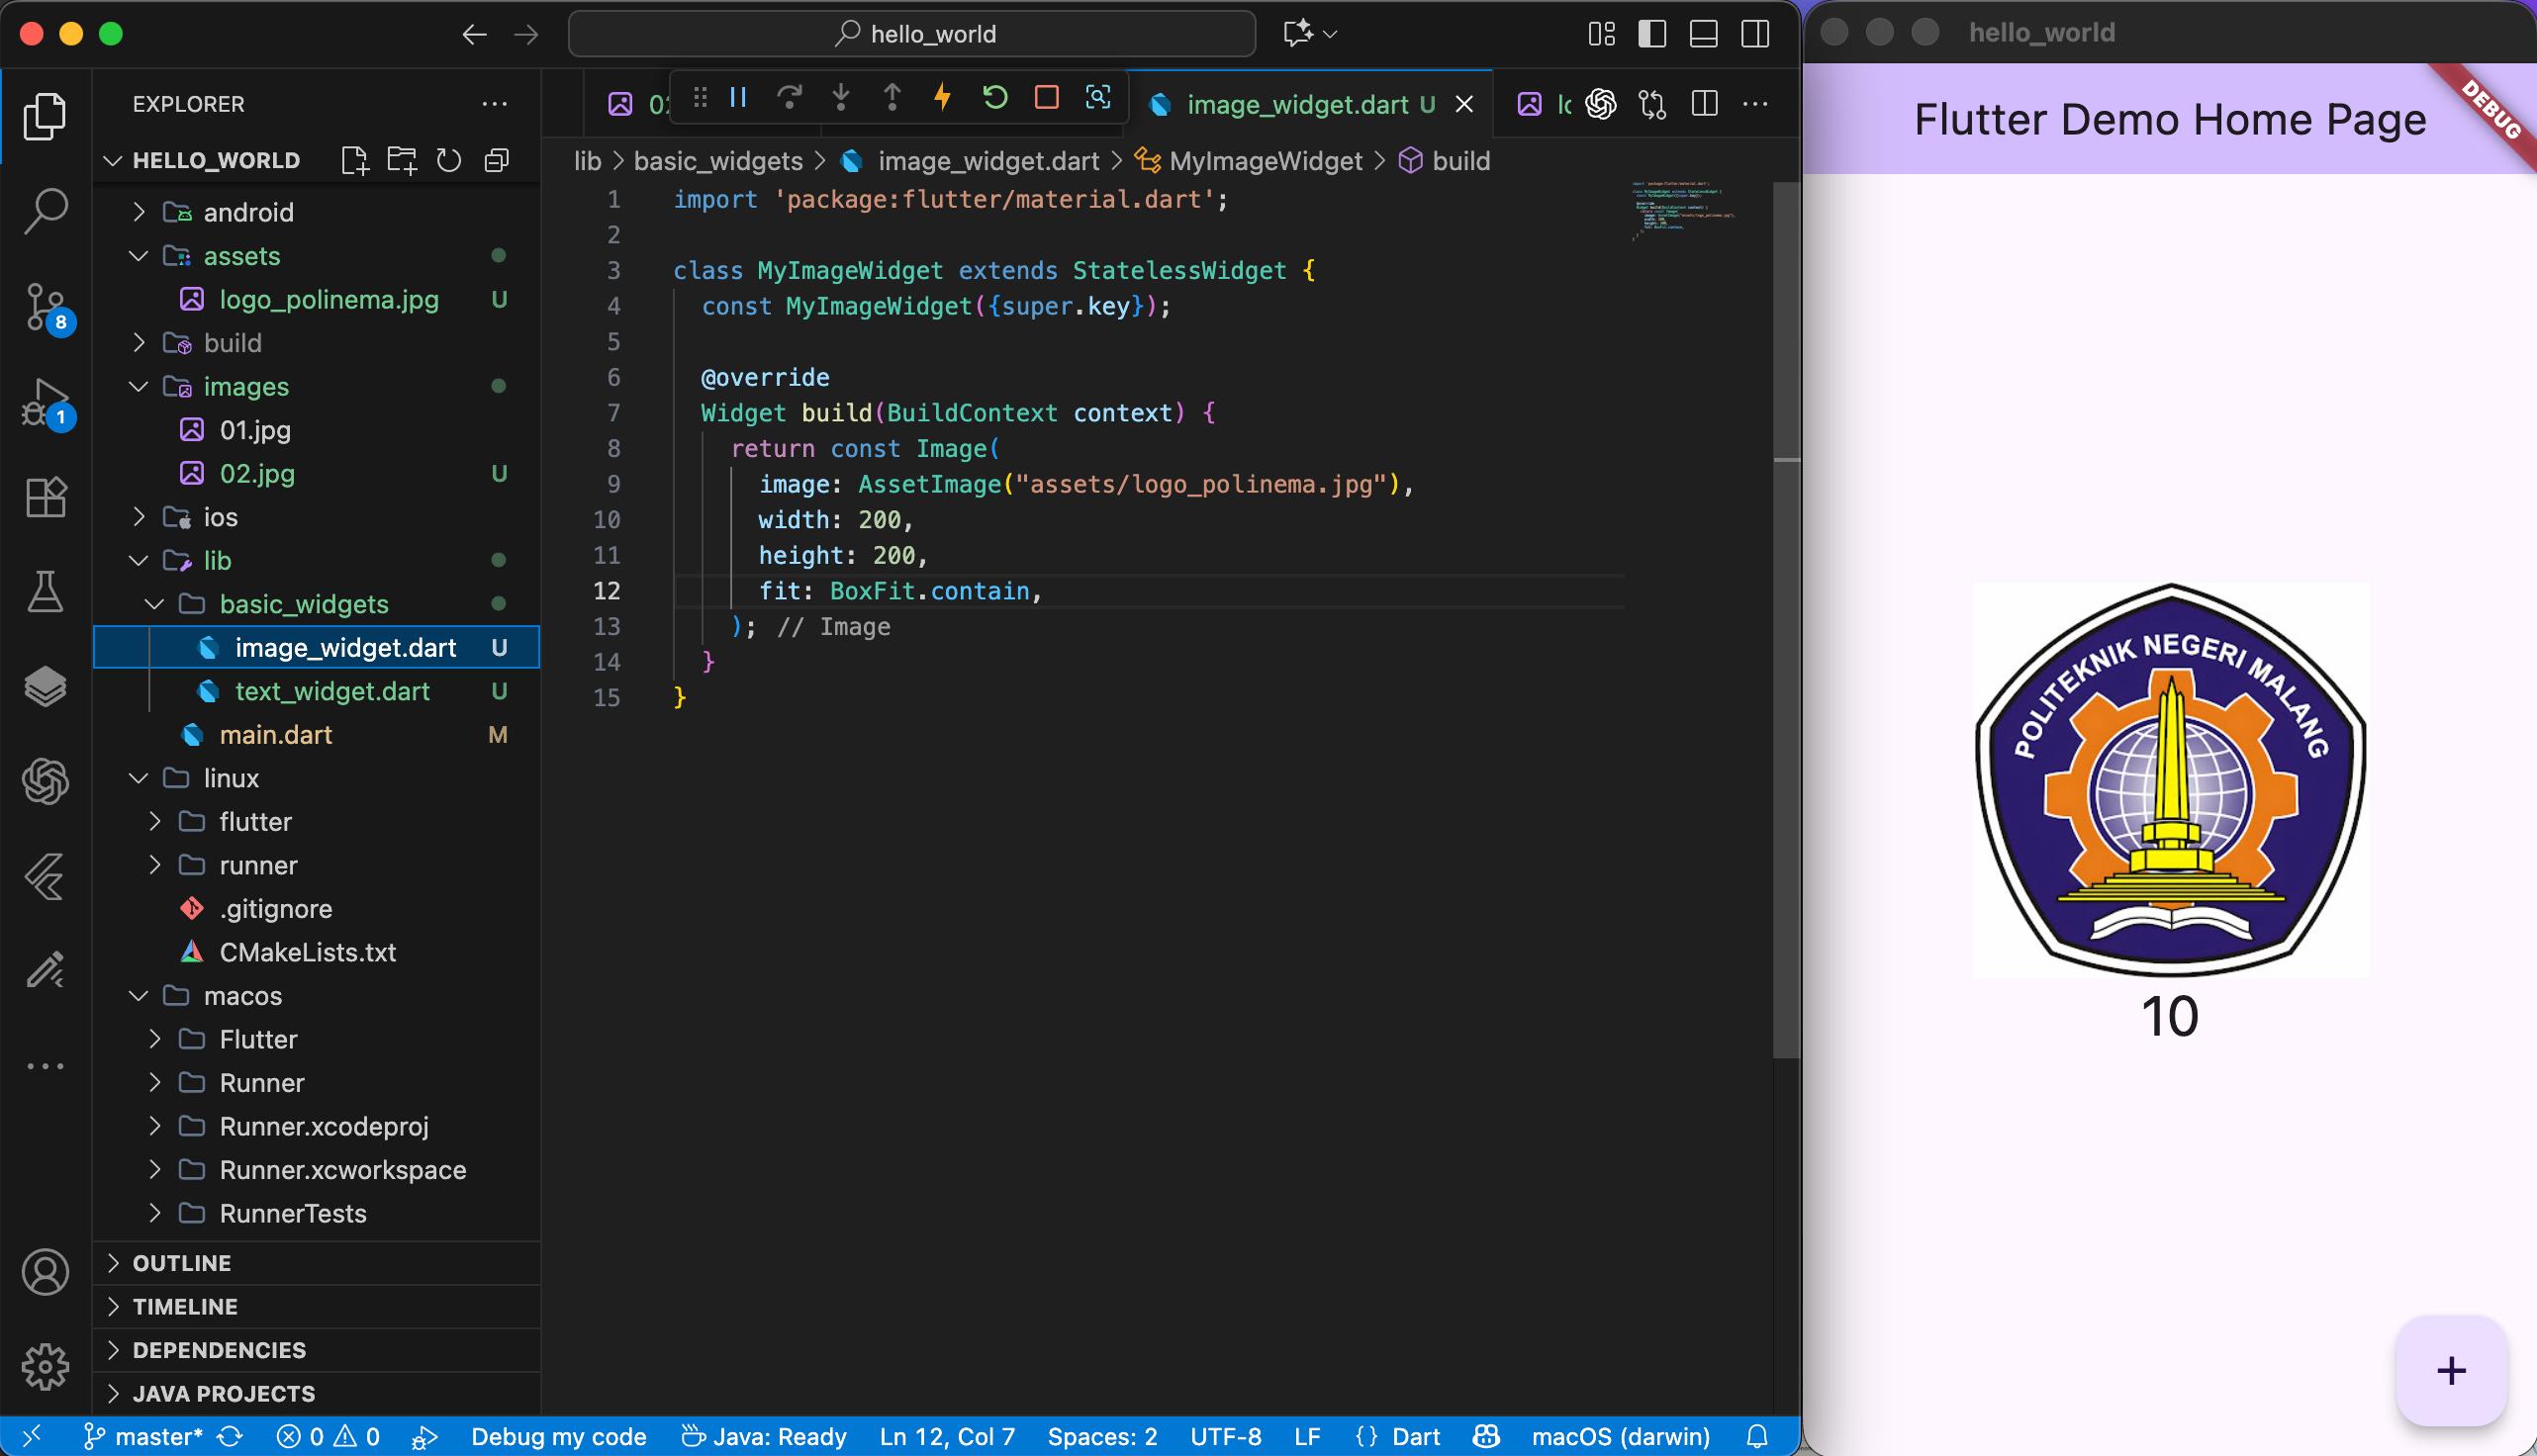 hello_world
EXPLORER
HELLO_WORLD
android
assets
logo_polinema.jpg U
build
images
01.jpg
02.jpg U
ios
lib
basic_widgets
image_widget.dart U
text_widget.dart U
main.dart M
linux
flutter
runner
.gitignore
CMakeLists.txt
macos
Flutter
Runner
Runner.xcodeproj
Runner.xcworkspace
RunnerTests
OUTLINE
TIMELINE
DEPENDENCIES
JAVA PROJECTS
8
1
image_widget.dart U
lib > basic_widgets > image_widget.dart > MyImageWidget > build
1 import 'package:flutter/material.dart';
2
3 class MyImageWidget extends StatelessWidget {
4 const MyImageWidget({super.key});
5
6 @override
7 Widget build(BuildContext context) {
8 return const Image(
9 image: AssetImage("assets/logo_polinema.jpg"),
10 width: 200,
11 height: 200,
12 fit: BoxFit.contain,
13 ); // Image
14 }
15 }
master* 0 0 Debug my code Java: Ready Ln 12, Col 7 Spaces: 2 UTF-8 LF {} Dart macOS (darwin)
hello_world
Flutter Demo Home Page
DEBUG
POLITEKNIK NEGERI MALANG
10
+